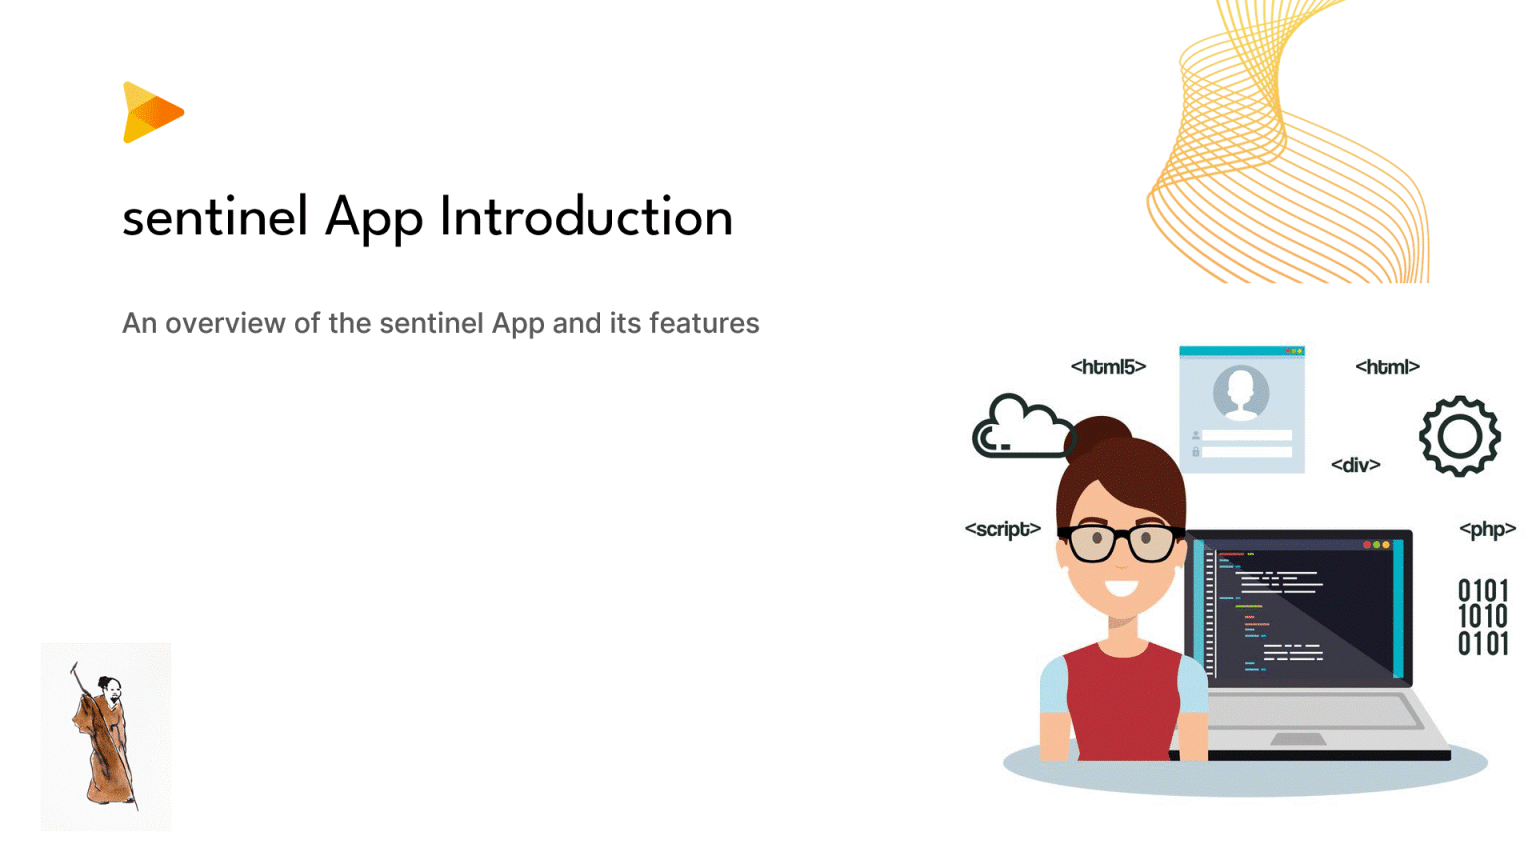 sentinel App Introduction
An overview of the sentinel App and its features
<html5>
<html>
<div>
<script>
<php>
0101
1010
0101